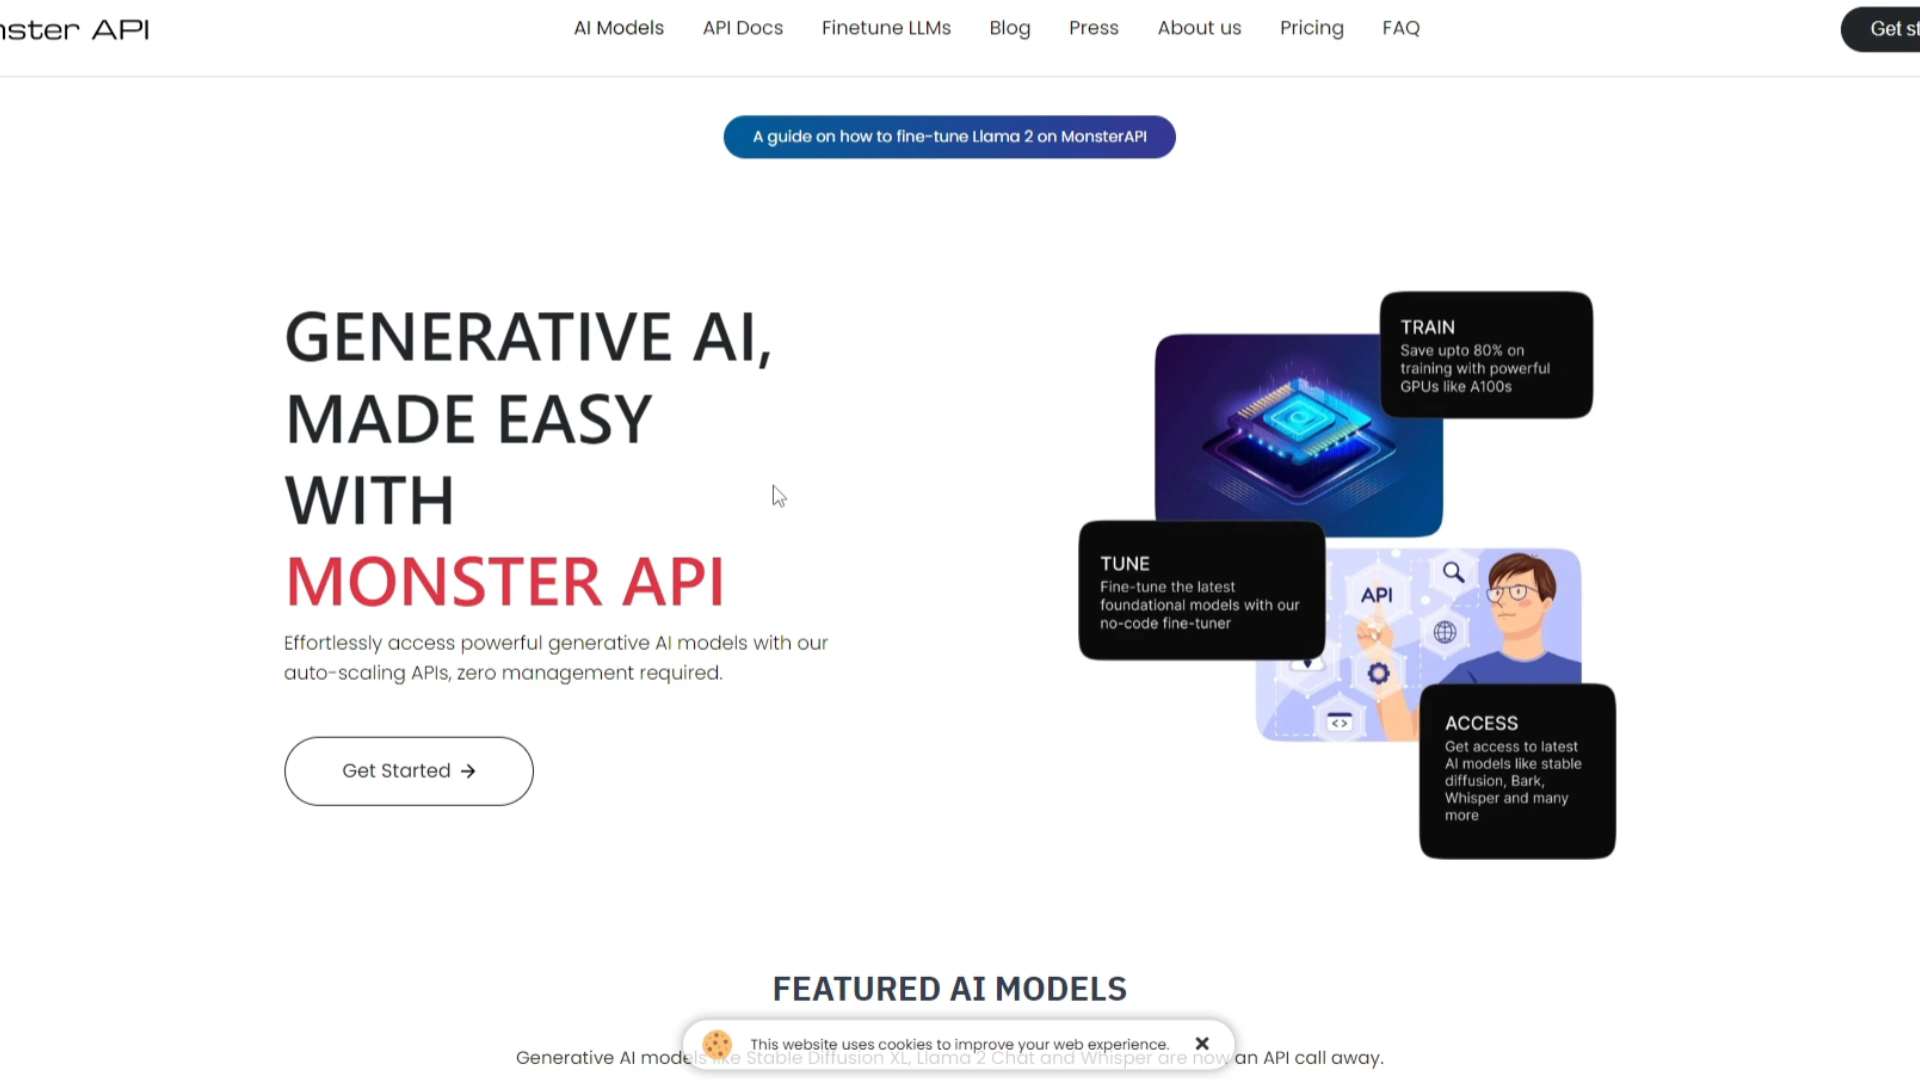 nster API
AI Models
API Docs
Finetune LLMs
Blog
Press
About us
Pricing
FAQ
Get st
A guide on how to fine-tune Llama 2 on MonsterAPI
GENERATIVE AI,
MADE EASY
WITH
MONSTER API
Effortlessly access powerful generative AI models with our
auto-scaling APIs, zero management required.
Get Started →
TRAIN
Save upto 80% on
training with powerful
GPUs like A100s
TUNE
Fine-tune the latest
foundational models with our
no-code fine-tuner
API
ACCESS
Get access to latest
AI models like stable
diffusion, Bark,
Whisper and many
more
FEATURED AI MODELS
This website uses cookies to improve your web experience.
Generative AI models like Stable Diffusion XL, Llama 2 Chat and Whisper are now an API call away.